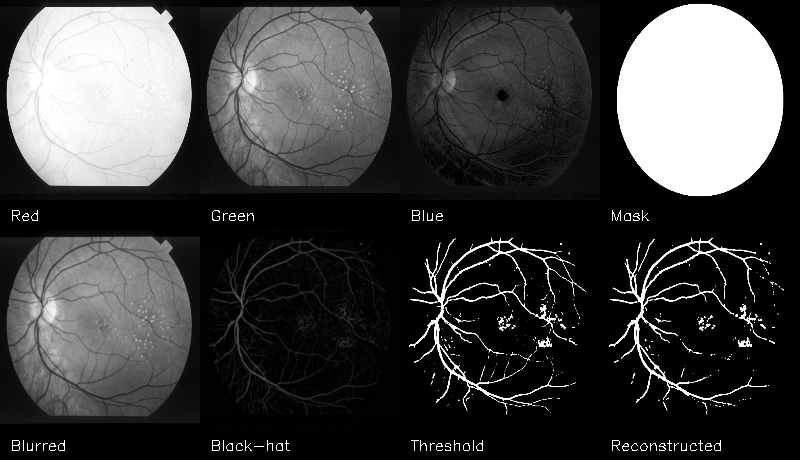 Red
Green
Blue
Mask
Blurred
Black-hat
Threshold
Reconstructed